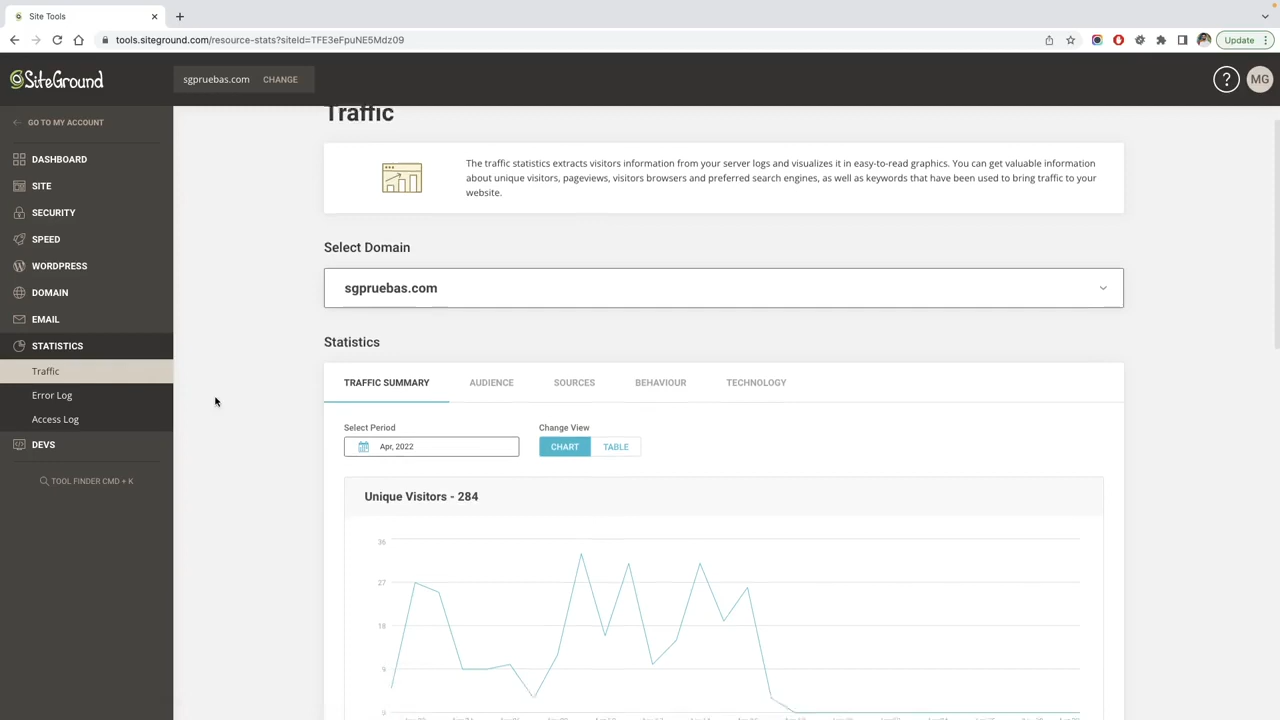 Site Tools
tools.siteground.com/resource-stats?siteId=TFE3eFpuNE5Mdz09
Update
SiteGround
sgpruebas.com
CHANGE
?
MG
GO TO MY ACCOUNT
DASHBOARD
SITE
SECURITY
SPEED
WORDPRESS
DOMAIN
EMAIL
STATISTICS
Traffic
Error Log
Access Log
DEVS
TOOL FINDER CMD + K
Traffic
The traffic statistics extracts visitors information from your server logs and visualizes it in easy-to-read graphics. You can get valuable information
about unique visitors, pageviews, visitors browsers and preferred search engines, as well as keywords that have been used to bring traffic to your
website.
Select Domain
sgpruebas.com
Statistics
TRAFFIC SUMMARY
AUDIENCE
SOURCES
BEHAVIOUR
TECHNOLOGY
Select Period
Apr, 2022
Change View
CHART
TABLE
Unique Visitors - 284
36
27
18
9